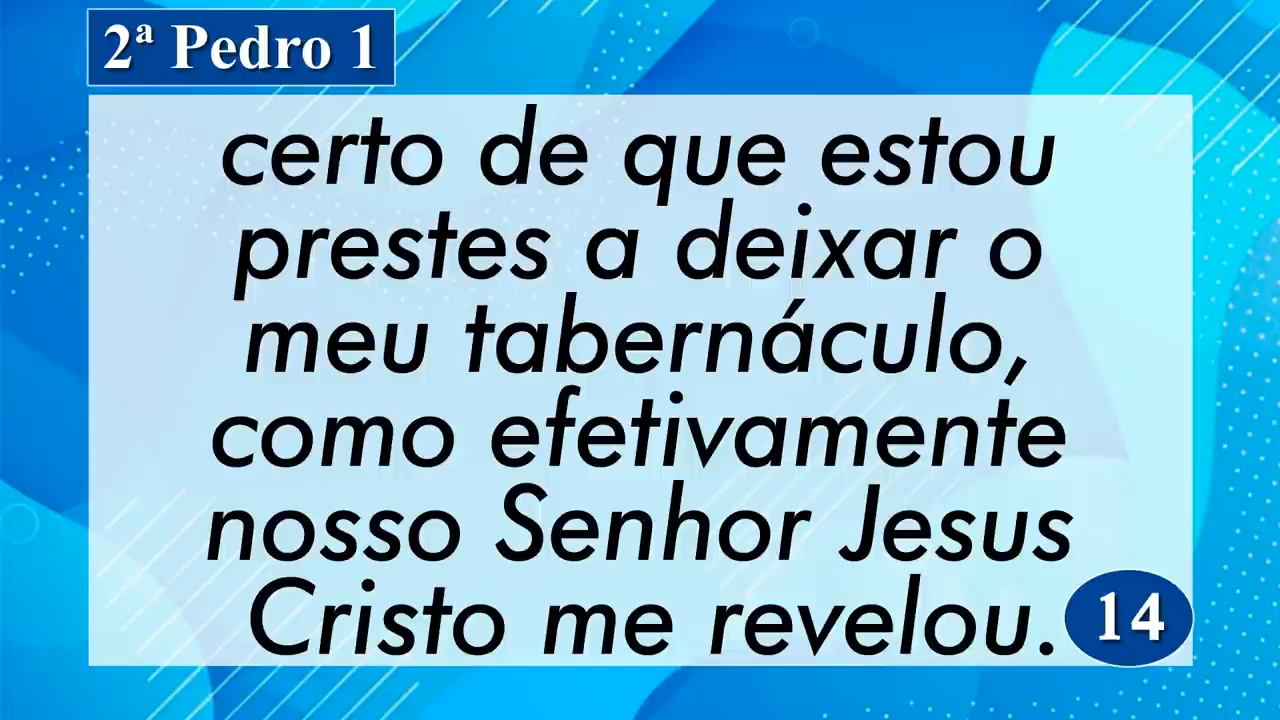 2ª Pedro 1
certo de que estou
prestes a deixar o
meu tabernáculo,
como efetivamente
nosso Senhor Jesus
Cristo me revelou.
14